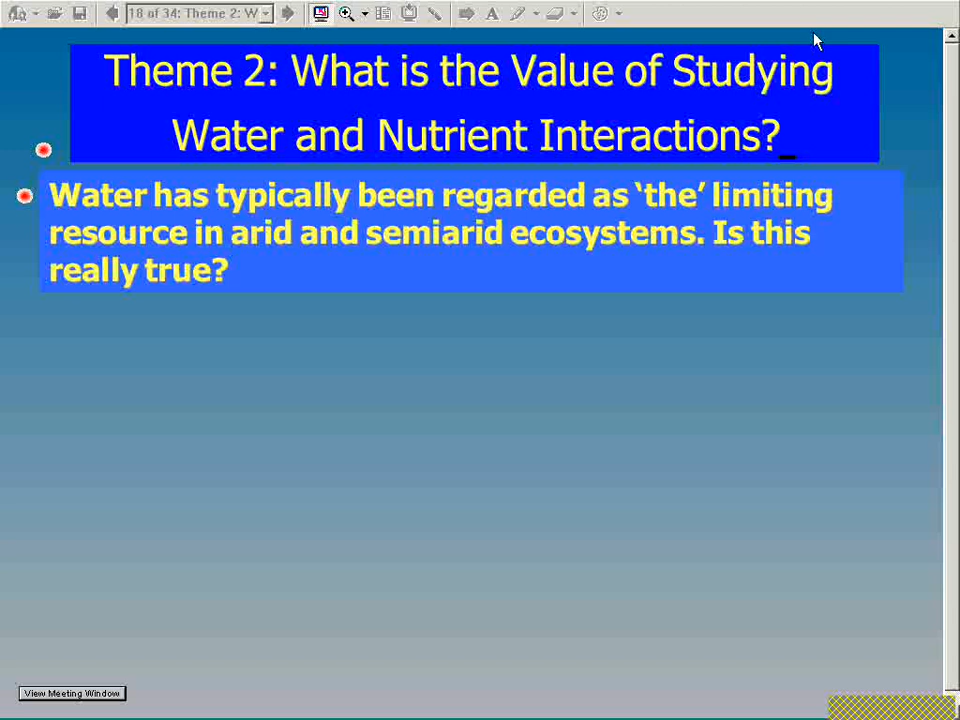 18 of 34: Theme 2: W
Theme 2: What is the Value of Studying
Water and Nutrient Interactions?
Water has typically been regarded as ‘the’ limiting
resource in arid and semiarid ecosystems. Is this
really true?
View Meeting Window